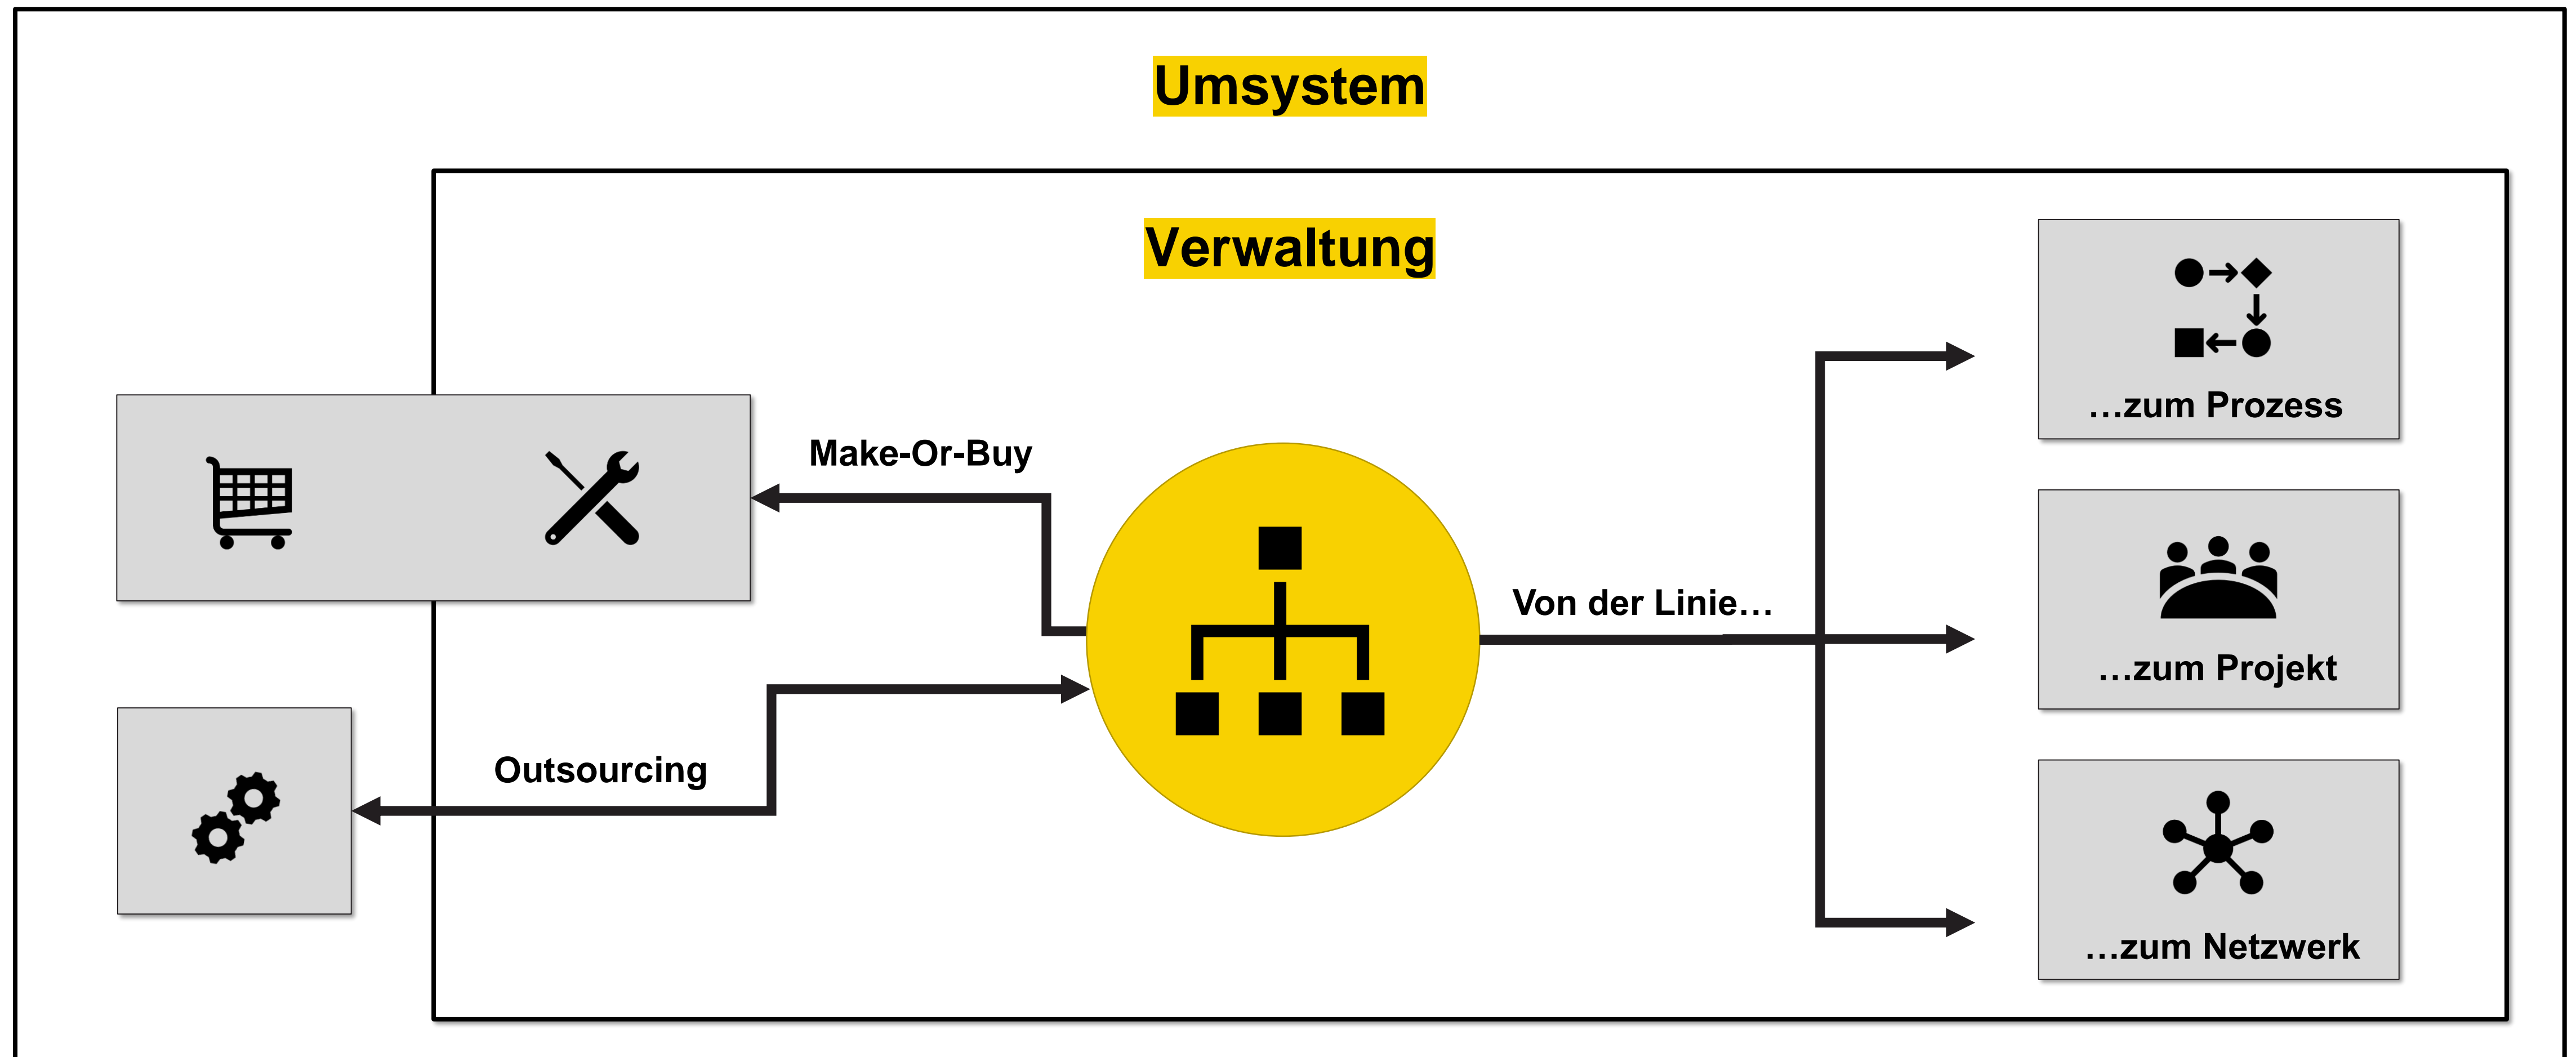 Umsystem
Verwaltung
Make-Or-Buy
Outsourcing
Von der Linie…
…zum Prozess
…zum Projekt
…zum Netzwerk